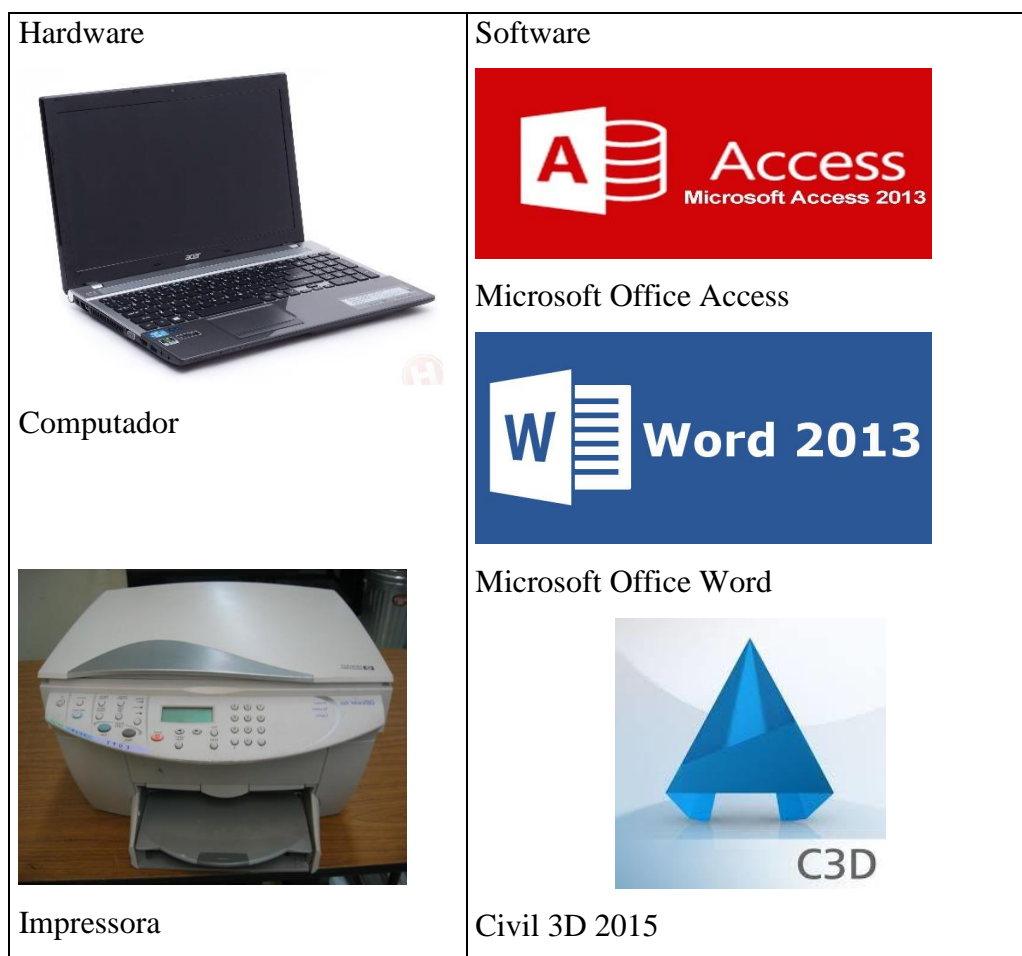 Hardware
acer
Computador
Impressora
Software
A
Access
Microsoft Access 2013
Microsoft Office Access
W
Word 2013
Microsoft Office Word
C3D
Civil 3D 2015